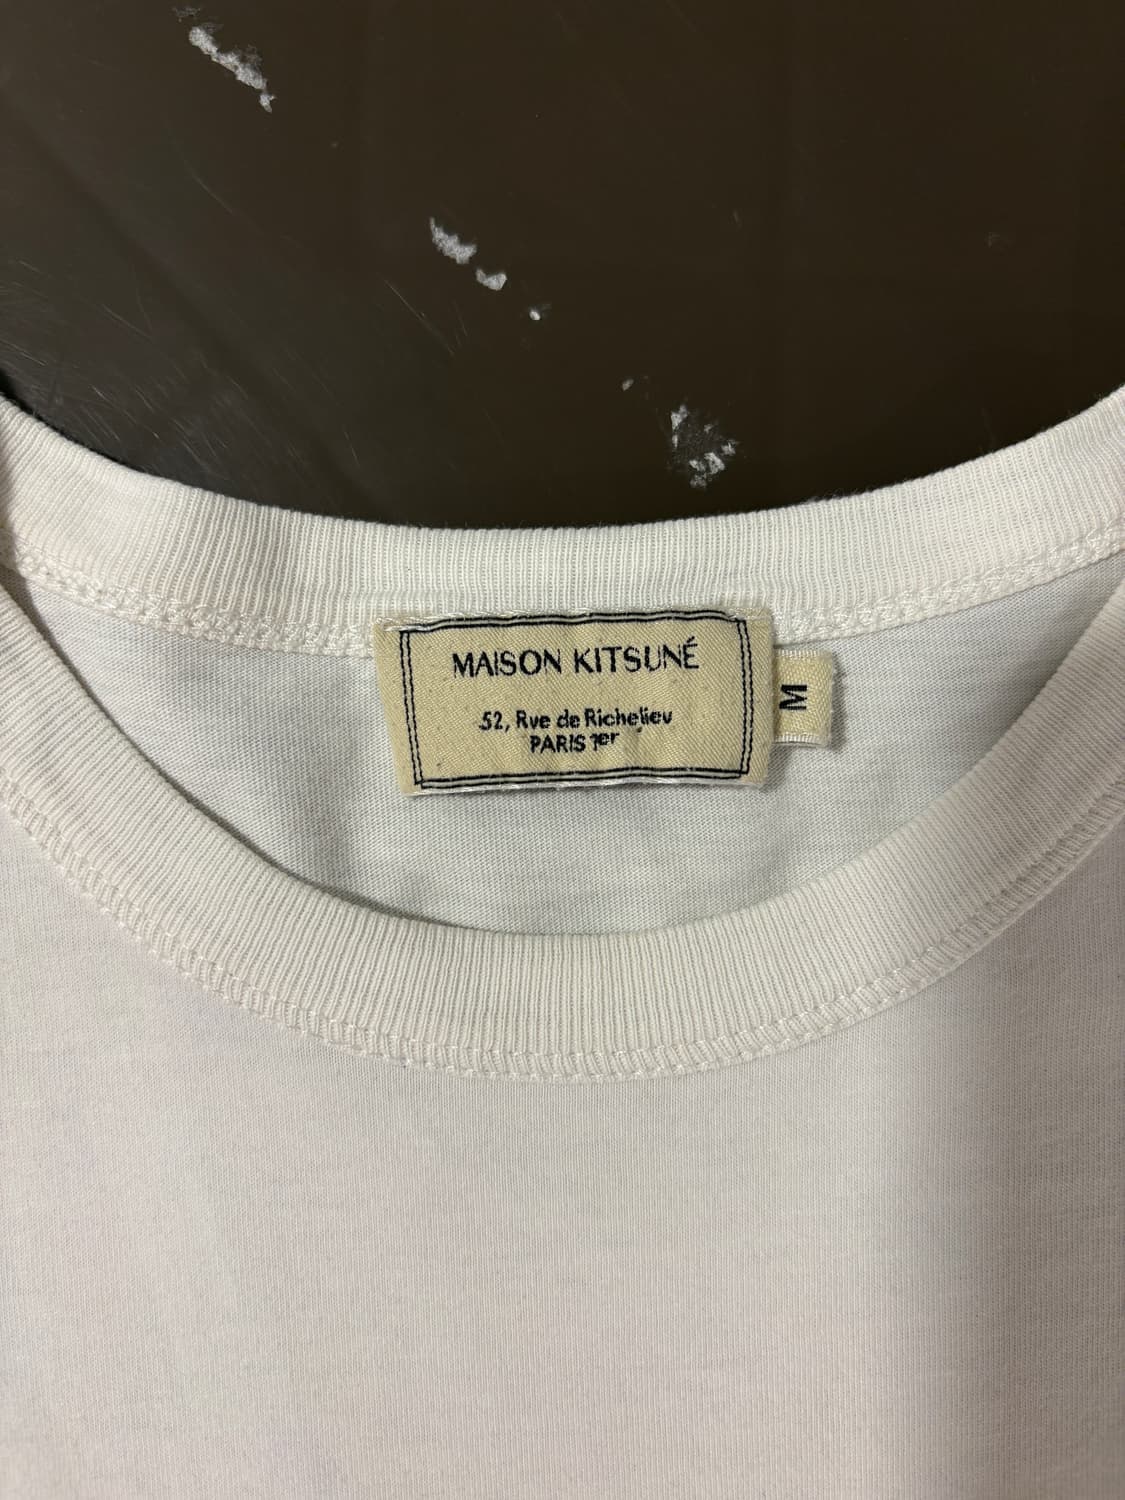 MAISON KITSUNÉ
52, Rue de Richelieu
PARIS 1er
M